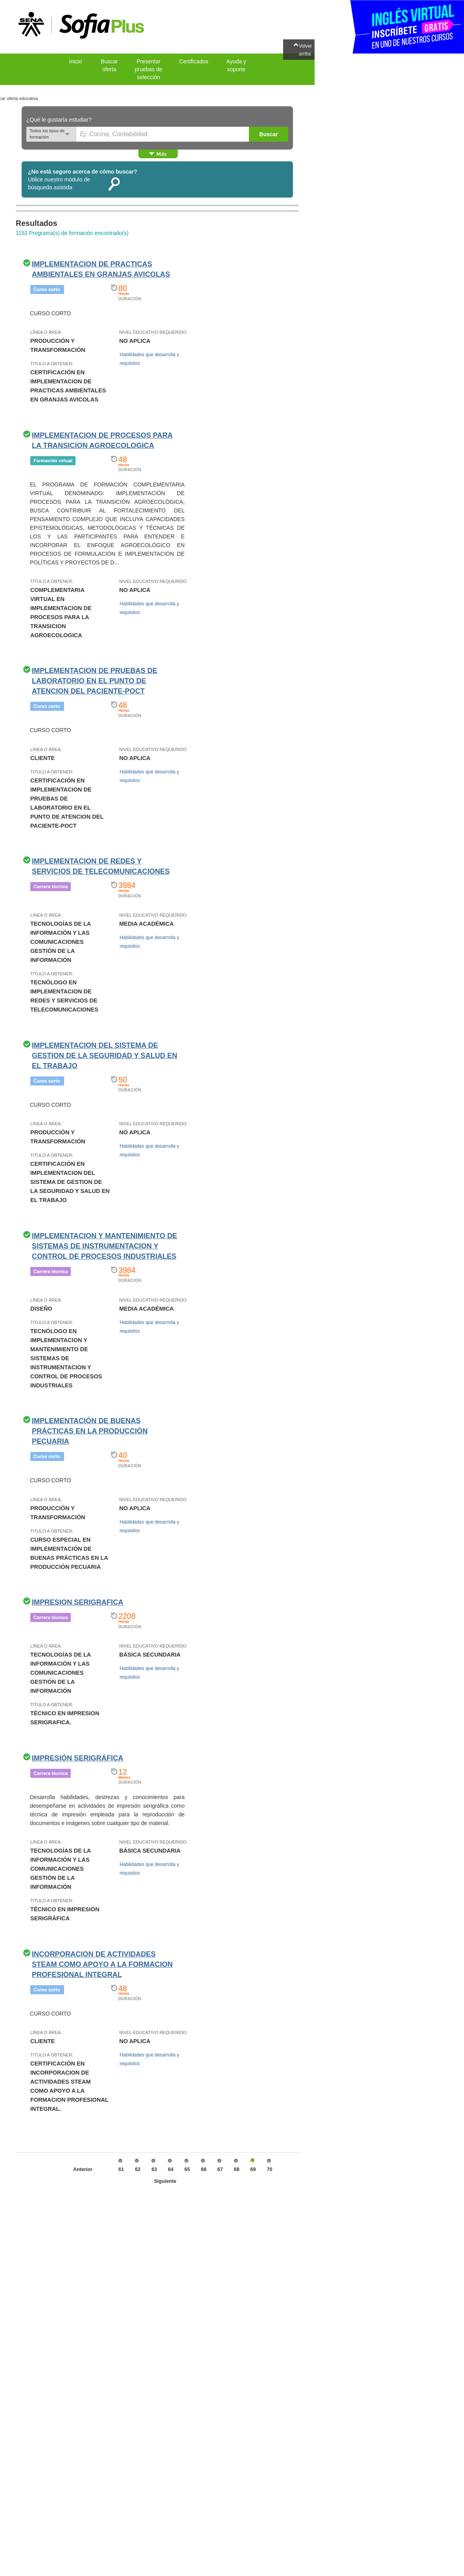 SENA
SofiaPlus
INGLÉS VIRTUAL
INSCRÍBETE GRATIS
EN UNO DE NUESTROS CURSOS
Volver
arriba
Inicio
Buscar
oferta
Presentar
pruebas de
selección
Certificados
Ayuda y
soporte
car oferta educativa
¿Qué le gustaría estudiar?
Todos los tipos de
formación
Ej: Cocina, Contabilidad
Buscar
Más
¿No está seguro acerca de qué buscar?
Utilice nuestro módulo de
búsqueda asistida
Resultados
1192 Programa(s) de formación encontrado(s)
IMPLEMENTACION DE PRACTICAS
AMBIENTALES EN GRANJAS AVICOLAS
Curso corto
80
Horas
DURACIÓN
CURSO CORTO
LÍNEA O ÁREA:
PRODUCCIÓN Y
TRANSFORMACIÓN
TITULO A OBTENER:
CERTIFICACIÓN EN
IMPLEMENTACION DE
PRACTICAS AMBIENTALES
EN GRANJAS AVICOLAS
NIVEL EDUCATIVO REQUERIDO:
NO APLICA
Habilidades que desarrolla y
requisitos
IMPLEMENTACION DE PROCESOS PARA
LA TRANSICION AGROECOLOGICA
Formación virtual
48
Horas
DURACIÓN
EL PROGRAMA DE FORMACIÓN COMPLEMENTARIA
VIRTUAL DENOMINADO: IMPLEMENTACIÓN DE
PROCESOS PARA LA TRANSICIÓN AGROECOLÓGICA,
BUSCA CONTRIBUIR AL FORTALECIMIENTO DEL
PENSAMIENTO COMPLEJO QUE INCLUYA CAPACIDADES
EPISTEMOLÓGICAS, METODOLÓGICAS Y TÉCNICAS DE
LOS Y LAS PARTICIPANTES PARA ENTENDER E
INCORPORAR EL ENFOQUE AGROECOLÓGICO EN
PROCESOS DE FORMULACIÓN E IMPLEMENTACIÓN DE
POLÍTICAS Y PROYECTOS DE D...
TITULO A OBTENER:
COMPLEMENTARIA
VIRTUAL EN
IMPLEMENTACION DE
PROCESOS PARA LA
TRANSICION
AGROECOLOGICA
NIVEL EDUCATIVO REQUERIDO:
NO APLICA
Habilidades que desarrolla y
requisitos
IMPLEMENTACION DE PRUEBAS DE
LABORATORIO EN EL PUNTO DE
ATENCION DEL PACIENTE-POCT
Curso corto
48
Horas
DURACIÓN
CURSO CORTO
LÍNEA O ÁREA:
CLIENTE
TITULO A OBTENER:
CERTIFICACIÓN EN
IMPLEMENTACION DE
PRUEBAS DE
LABORATORIO EN EL
PUNTO DE ATENCION DEL
PACIENTE-POCT
NIVEL EDUCATIVO REQUERIDO:
NO APLICA
Habilidades que desarrolla y
requisitos
IMPLEMENTACION DE REDES Y
SERVICIOS DE TELECOMUNICACIONES
Carrera técnica
3984
Horas
DURACIÓN
LÍNEA O ÁREA:
TECNOLOGÍAS DE LA
INFORMACIÓN Y LAS
COMUNICACIONES
GESTIÓN DE LA
INFORMACIÓN
TITULO A OBTENER:
TECNÓLOGO EN
IMPLEMENTACION DE
REDES Y SERVICIOS DE
TELECOMUNICACIONES
NIVEL EDUCATIVO REQUERIDO:
MEDIA ACADÉMICA
Habilidades que desarrolla y
requisitos
IMPLEMENTACION DEL SISTEMA DE
GESTION DE LA SEGURIDAD Y SALUD EN
EL TRABAJO
Curso corto
50
Horas
DURACIÓN
CURSO CORTO
LÍNEA O ÁREA:
PRODUCCIÓN Y
TRANSFORMACIÓN
TITULO A OBTENER:
CERTIFICACIÓN EN
IMPLEMENTACION DEL
SISTEMA DE GESTION DE
LA SEGURIDAD Y SALUD EN
EL TRABAJO
NIVEL EDUCATIVO REQUERIDO:
NO APLICA
Habilidades que desarrolla y
requisitos
IMPLEMENTACION Y MANTENIMIENTO DE
SISTEMAS DE INSTRUMENTACION Y
CONTROL DE PROCESOS INDUSTRIALES
Carrera técnica
3984
Horas
DURACIÓN
LÍNEA O ÁREA:
DISEÑO
TITULO A OBTENER:
TECNÓLOGO EN
IMPLEMENTACION Y
MANTENIMIENTO DE
SISTEMAS DE
INSTRUMENTACION Y
CONTROL DE PROCESOS
INDUSTRIALES
NIVEL EDUCATIVO REQUERIDO:
MEDIA ACADÉMICA
Habilidades que desarrolla y
requisitos
IMPLEMENTACIÓN DE BUENAS
PRÁCTICAS EN LA PRODUCCIÓN
PECUARIA
Curso corto
40
Horas
DURACIÓN
CURSO CORTO
LÍNEA O ÁREA:
PRODUCCIÓN Y
TRANSFORMACIÓN
TITULO A OBTENER:
CURSO ESPECIAL EN
IMPLEMENTACIÓN DE
BUENAS PRÁCTICAS EN LA
PRODUCCIÓN PECUARIA
NIVEL EDUCATIVO REQUERIDO:
NO APLICA
Habilidades que desarrolla y
requisitos
IMPRESION SERIGRAFICA
Carrera técnica
2208
Horas
DURACIÓN
LÍNEA O ÁREA:
TECNOLOGÍAS DE LA
INFORMACIÓN Y LAS
COMUNICACIONES
GESTIÓN DE LA
INFORMACIÓN
TITULO A OBTENER:
TÉCNICO EN IMPRESION
SERIGRAFICA.
NIVEL EDUCATIVO REQUERIDO:
BÁSICA SECUNDARIA
Habilidades que desarrolla y
requisitos
IMPRESIÓN SERIGRÁFICA
Carrera técnica
12
Meses
DURACIÓN
Desarrolla habilidades, destrezas y conocimientos para
desempeñarse en actividades de impresión serigráfica como
técnica de impresión empleada para la reproducción de
documentos e imágenes sobre cualquier tipo de material.
LÍNEA O ÁREA:
TECNOLOGÍAS DE LA
INFORMACIÓN Y LAS
COMUNICACIONES
GESTIÓN DE LA
INFORMACIÓN
TITULO A OBTENER:
TÉCNICO EN IMPRESIÓN
SERIGRÁFICA
NIVEL EDUCATIVO REQUERIDO:
BÁSICA SECUNDARIA
Habilidades que desarrolla y
requisitos
INCORPORACION DE ACTIVIDADES
STEAM COMO APOYO A LA FORMACION
PROFESIONAL INTEGRAL
Curso corto
48
Horas
DURACIÓN
CURSO CORTO
LÍNEA O ÁREA:
CLIENTE
TITULO A OBTENER:
CERTIFICACIÓN EN
INCORPORACION DE
ACTIVIDADES STEAM
COMO APOYO A LA
FORMACION PROFESIONAL
INTEGRAL.
NIVEL EDUCATIVO REQUERIDO:
NO APLICA
Habilidades que desarrolla y
requisitos
Anterior 61 62 63 64 65 66 67 68 69 70
Siguiente